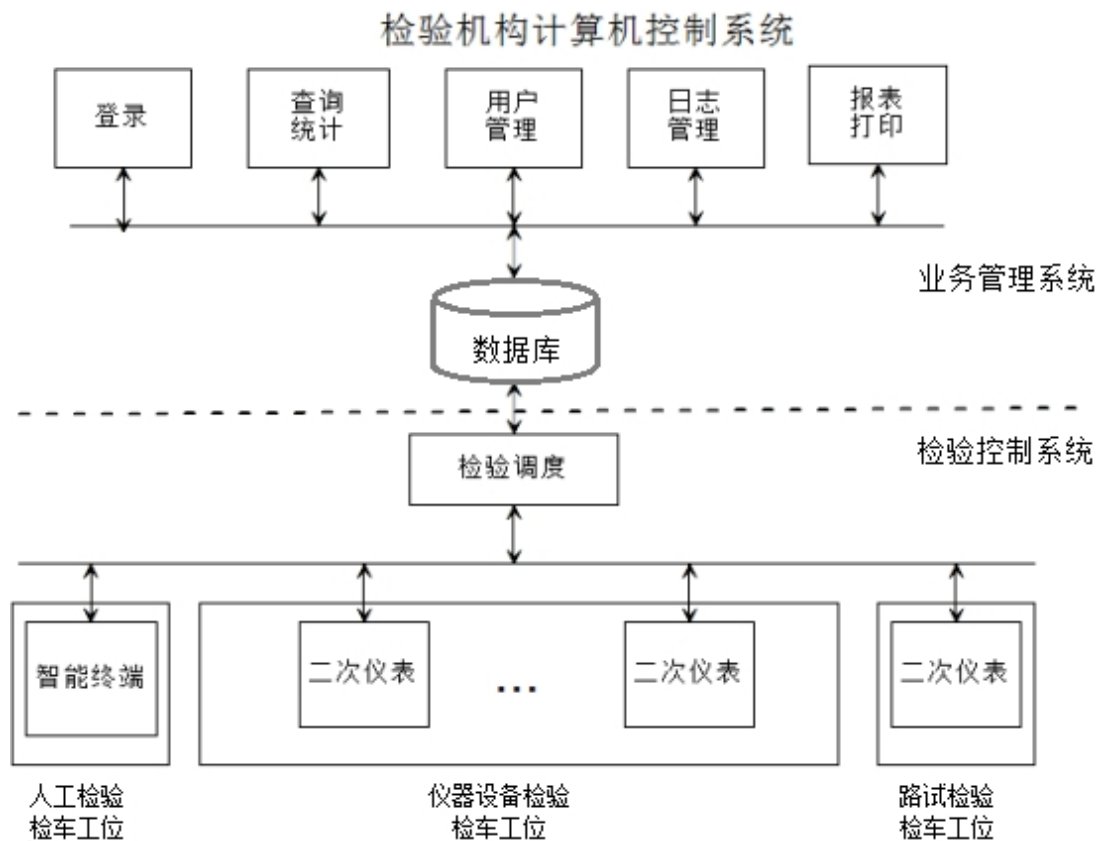 检验机构计算机控制系统
登录
查询
统计
用户
管理
日志
管理
报表
打印
业务管理系统
数据库
检验控制系统
检验调度
智能终端
二次仪表
...
二次仪表
二次仪表
人工检验
检车工位
仪器设备检验
检车工位
路试检验
检车工位